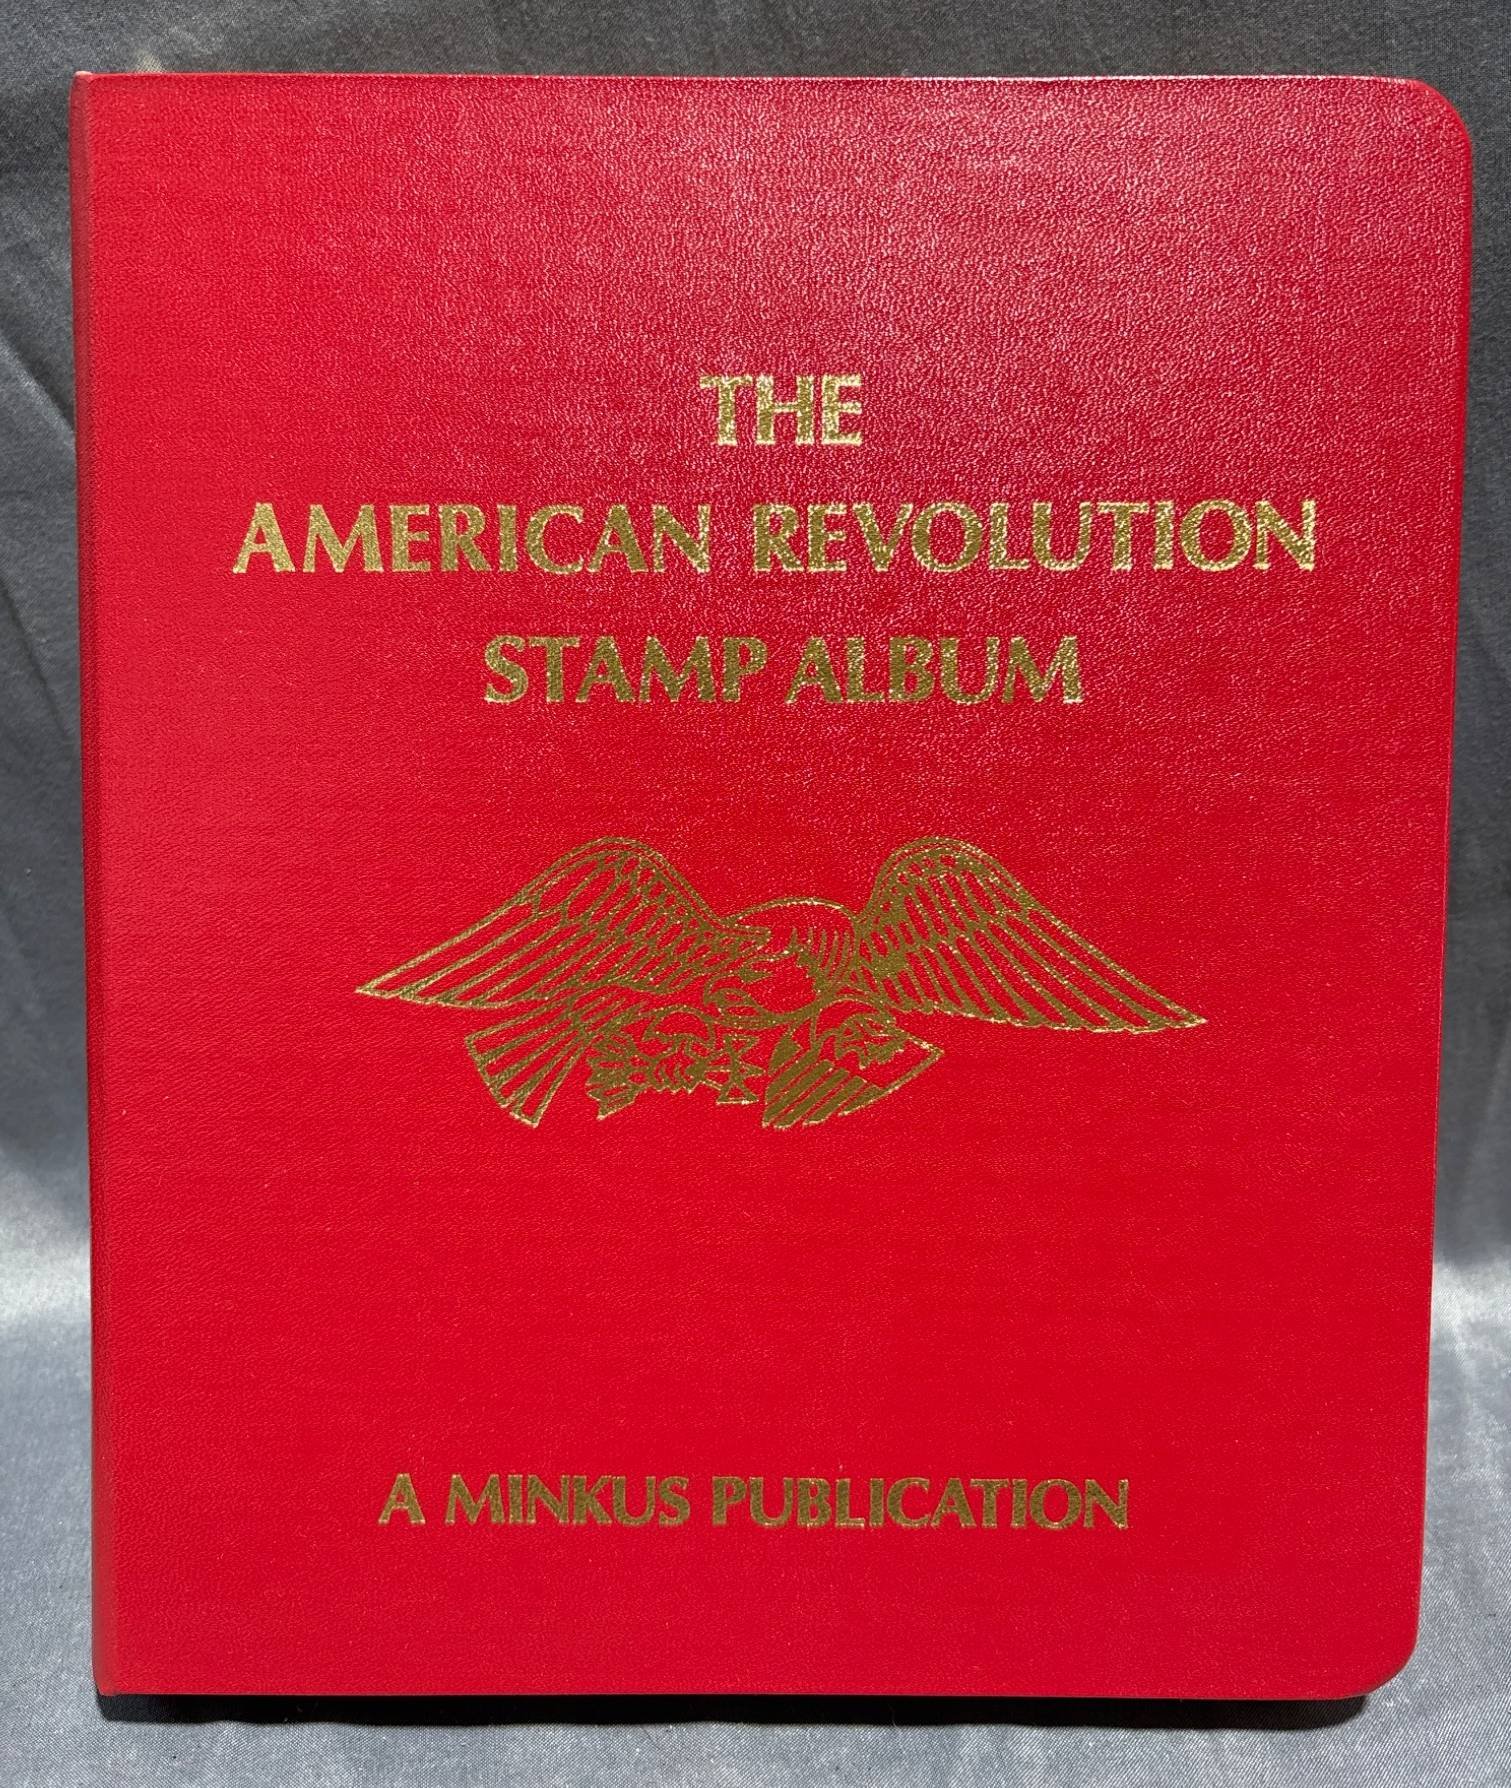 THE
AMERICAN REVOLUTION
STAMP ALBUM
A MINKUS PUBLICATION